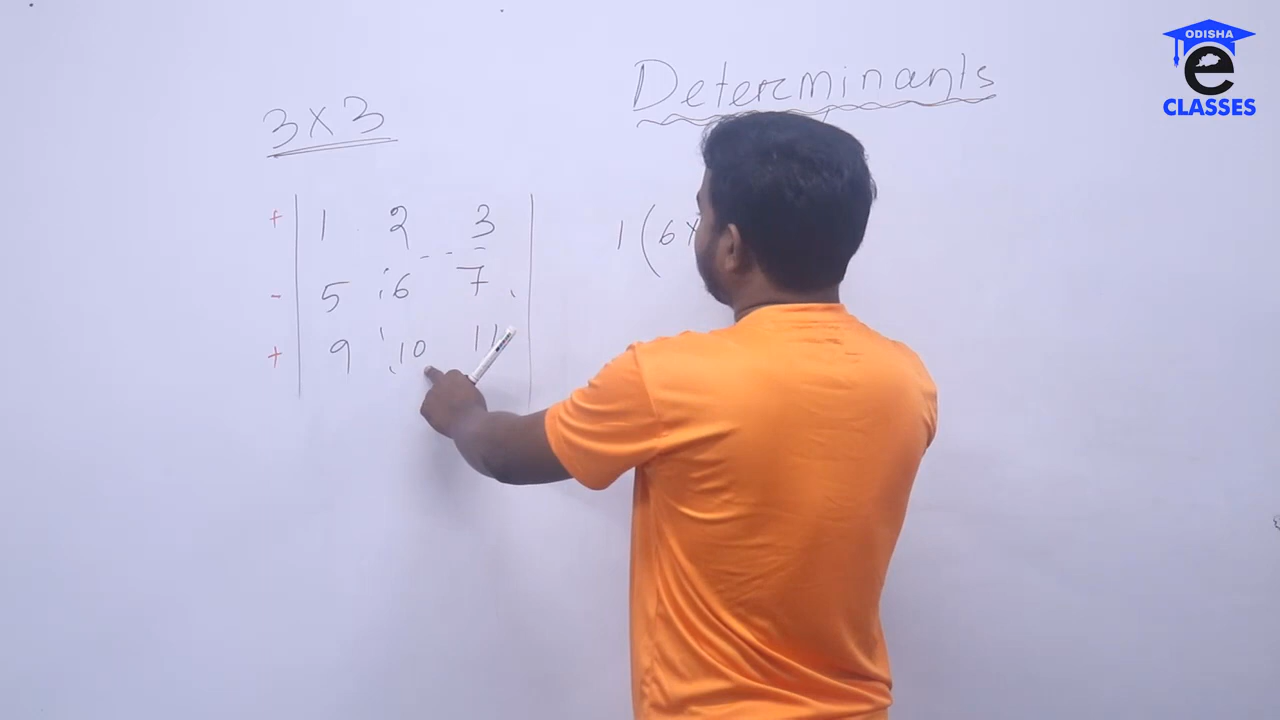 ODISHA
e
CLASSES
Determinants
3×3
+ | 1 2 3 |
- | 5 6 7 |
+ | 9 10 11 |
1 (6×